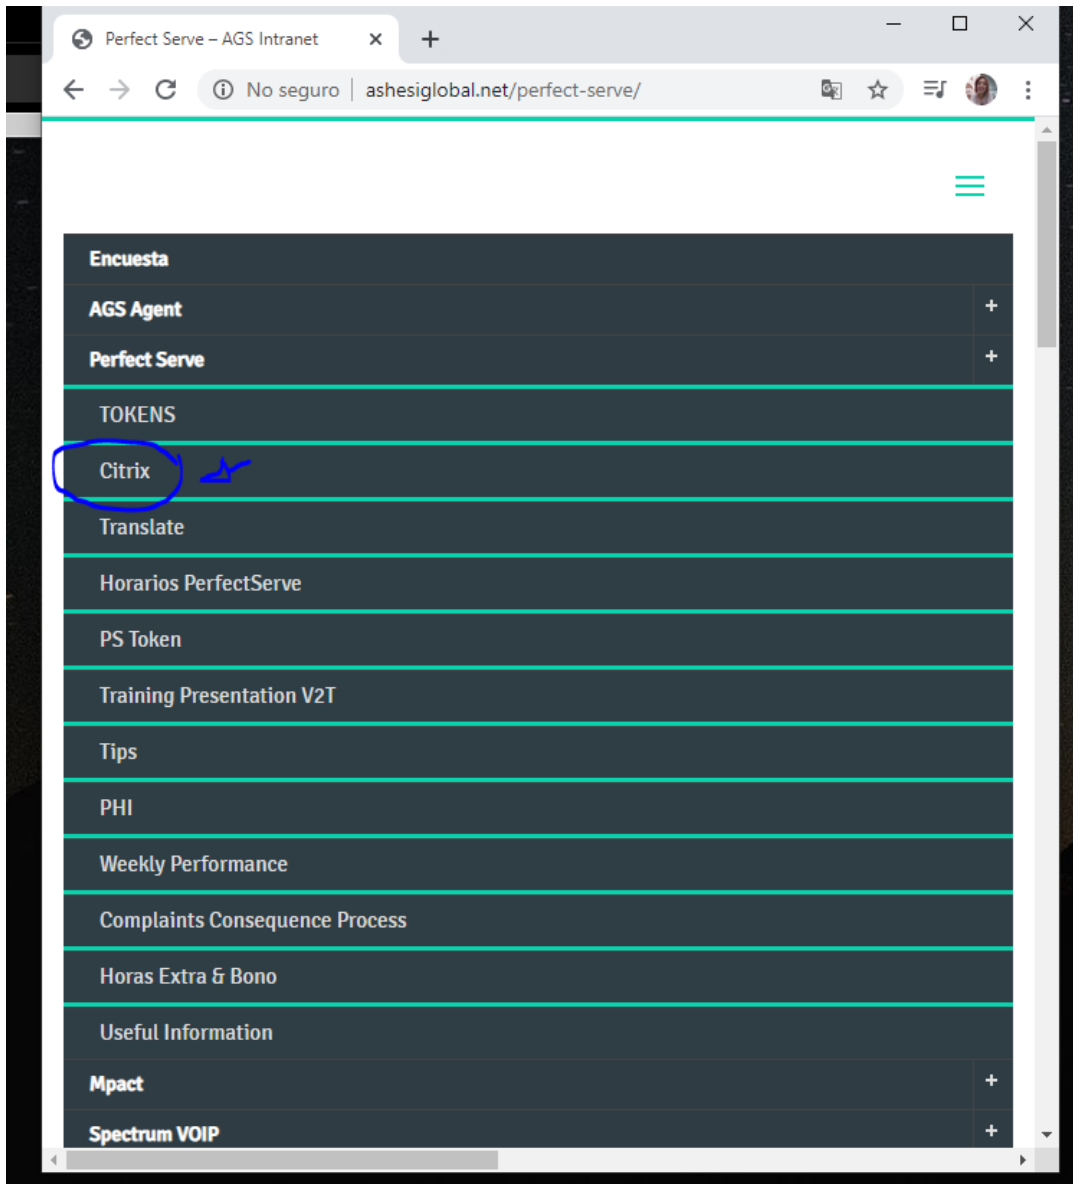 Perfect Serve – AGS Intranet
No seguro | ashesiglobal.net/perfect-serve/
Encuesta
AGS Agent +
Perfect Serve +
TOKENS
Citrix
Translate
Horarios PerfectServe
PS Token
Training Presentation V2T
Tips
PHI
Weekly Performance
Complaints Consequence Process
Horas Extra & Bono
Useful Information
Mpact +
Spectrum VOIP +